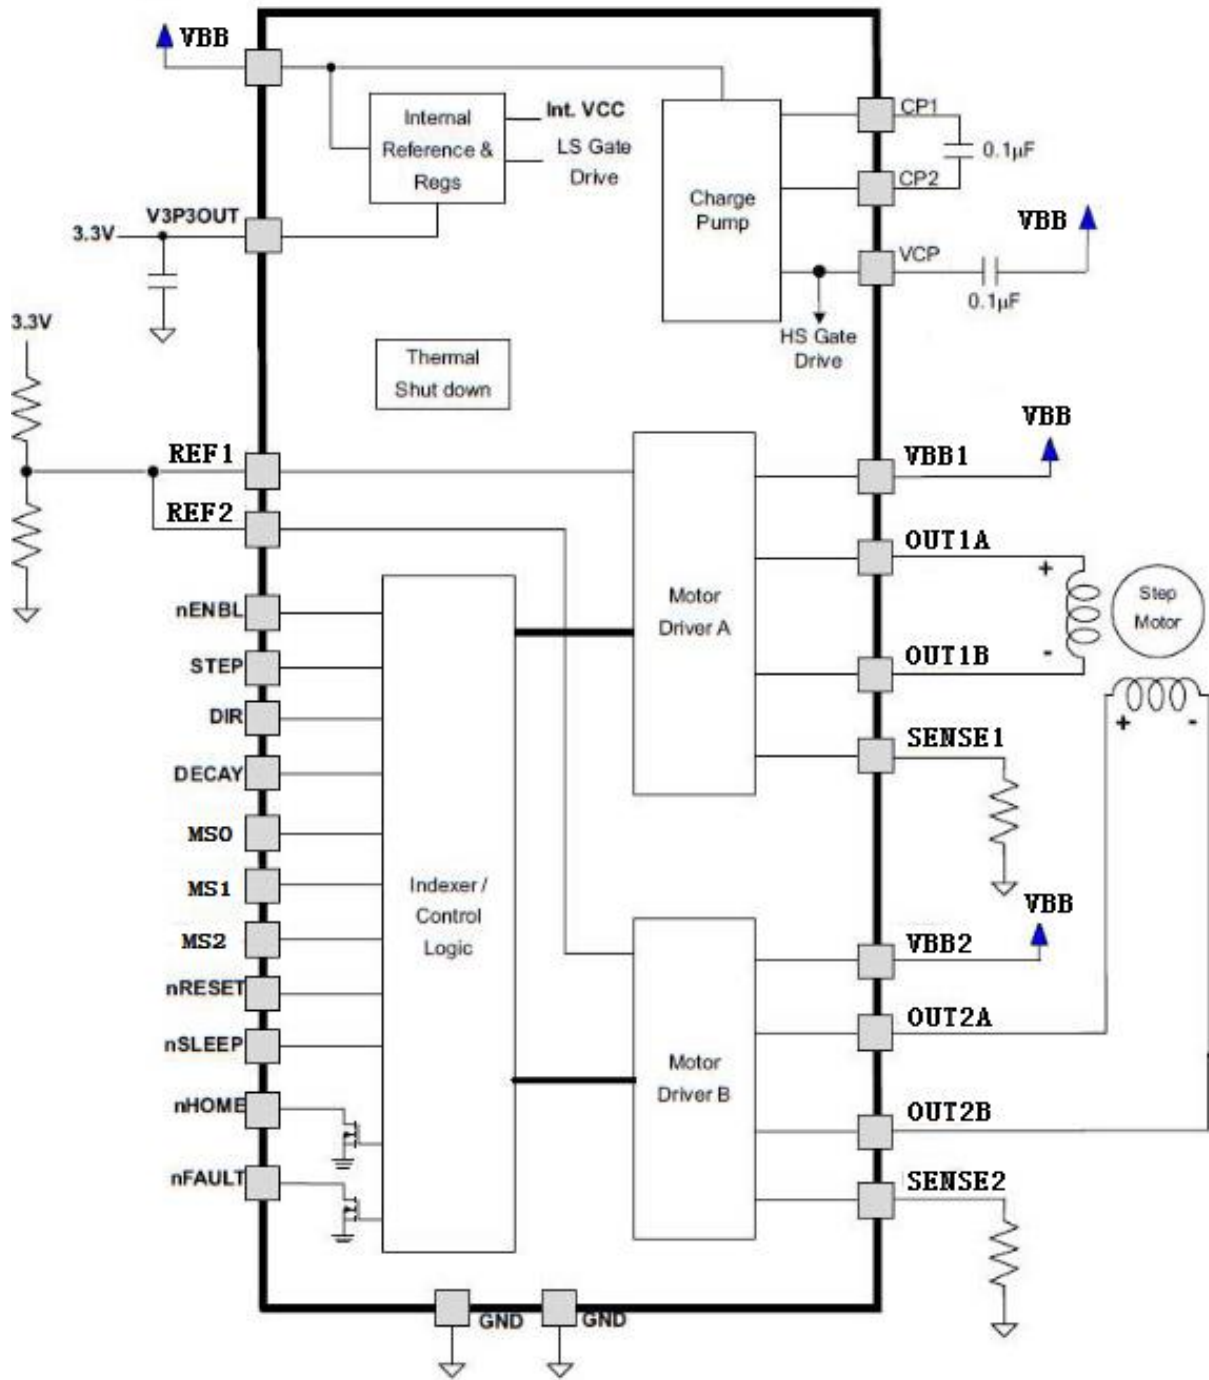 VBB
Internal
Reference &
Regs
Int. VCC
LS Gate
Drive
Charge
Pump
CP1
0.1µF
CP2
VBB
VCP
0.1µF
HS Gate
Drive
V3P3OUT
3.3V
3.3V
Thermal
Shut down
REF1
REF2
VBB
VBB1
OUT1A
+
Motor
Driver A
Step
Motor
OUT1B
-
+
-
SENSE1
nENBL
STEP
DIR
DECAY
MS0
MS1
MS2
nRESET
nSLEEP
nHOME
nFAULT
Indexer /
Control
Logic
VBB
VBB2
OUT2A
Motor
Driver B
OUT2B
SENSE2
GND
GND